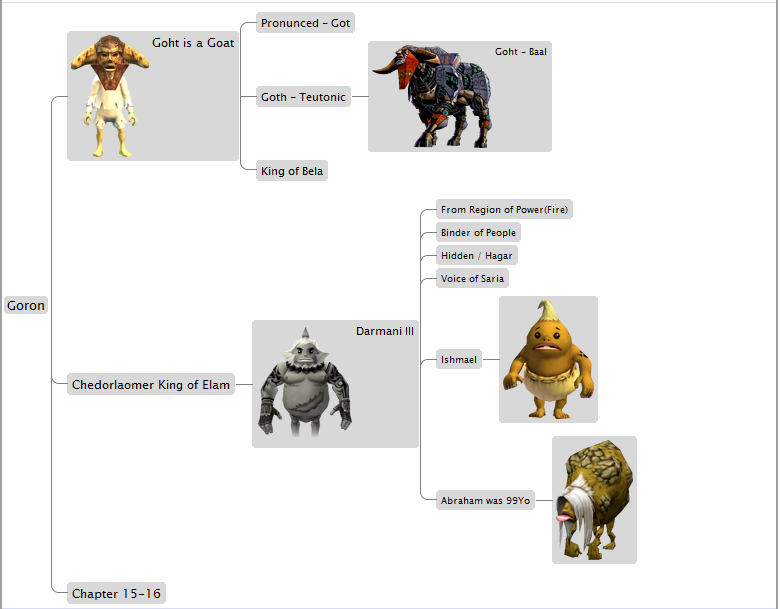 Goron
Goht is a Goat
Pronunced - Got
Goth - Teutonic
Goht - Baal
King of Bela
Chedorlaomer King of Elam
Darmani III
From Region of Power(Fire)
Binder of People
Hidden / Hagar
Voice of Saria
Ishmael
Abraham was 99Yo
Chapter 15-16